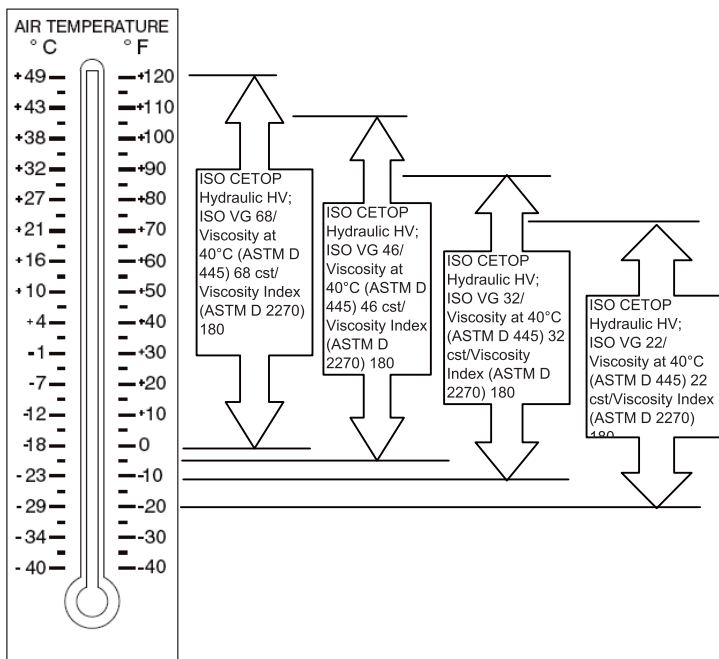 AIR TEMPERATURE
° C ° F
+49 +120
+43 +110
+38 +100
+32 +90
+27 +80
+21 +70
+16 +60
+10 +50
+4 +40
-1 +30
-7 +20
-12 +10
-18 0
-23 -10
-29 -20
-34 -30
-40 -40
ISO CETOP
Hydraulic HV;
ISO VG 68/
Viscosity at
40°C (ASTM D
445) 68 cst/
Viscosity Index
(ASTM D 2270)
180
ISO CETOP
Hydraulic HV;
ISO VG 46/
Viscosity at
40°C (ASTM D
445) 46 cst/
Viscosity Index
(ASTM D
2270) 180
ISO CETOP
Hydraulic HV;
ISO VG 32/
Viscosity at 40°C
(ASTM D 445) 32
cst/Viscosity
Index (ASTM D
2270) 180
ISO CETOP
Hydraulic HV;
ISO VG 22/
Viscosity at 40°C
(ASTM D 445) 22
cst/Viscosity Index
(ASTM D 2270)